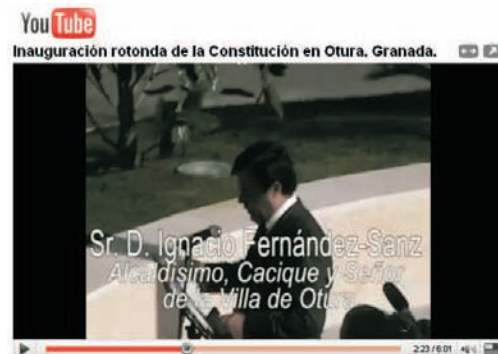 YouTube
Inauguración rotonda de la Constitución en Otura. Granada.
Sr. D. Ignacio Fernández-Sanz
Alcaldísimo, Cacique y Señor
de la Villa de Otura
2:23 / 6:01